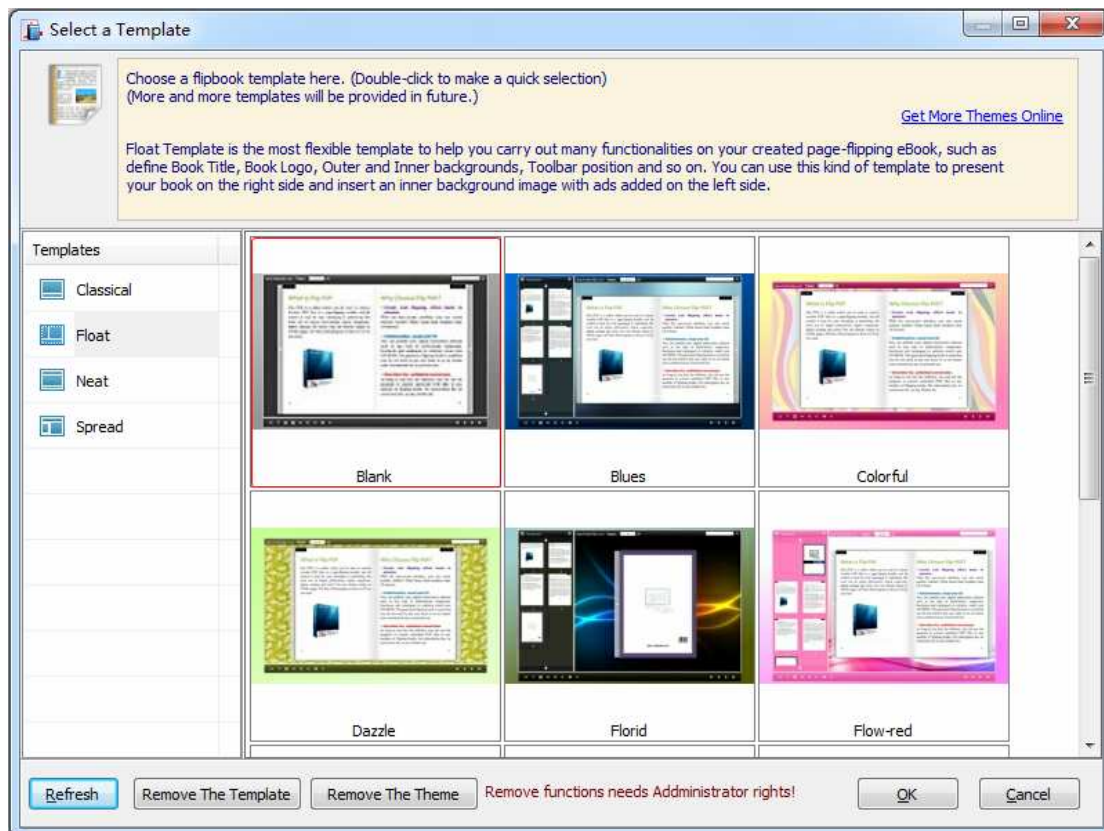 Select a Template
Choose a flipbook template here. (Double-click to make a quick selection)
(More and more templates will be provided in future.)
Get More Themes Online
Float Template is the most flexible template to help you carry out many functionalities on your created page-flipping eBook, such as
define Book Title, Book Logo, Outer and Inner backgrounds, Toolbar position and so on. You can use this kind of template to present
your book on the right side and insert an inner background image with ads added on the left side.
Templates
Classical
Float
Neat
Spread
Blank
Blues
Colorful
Dazzle
Florid
Flow-red
Refresh
Remove The Template
Remove The Theme
Remove functions needs Addministrator rights!
OK
Cancel